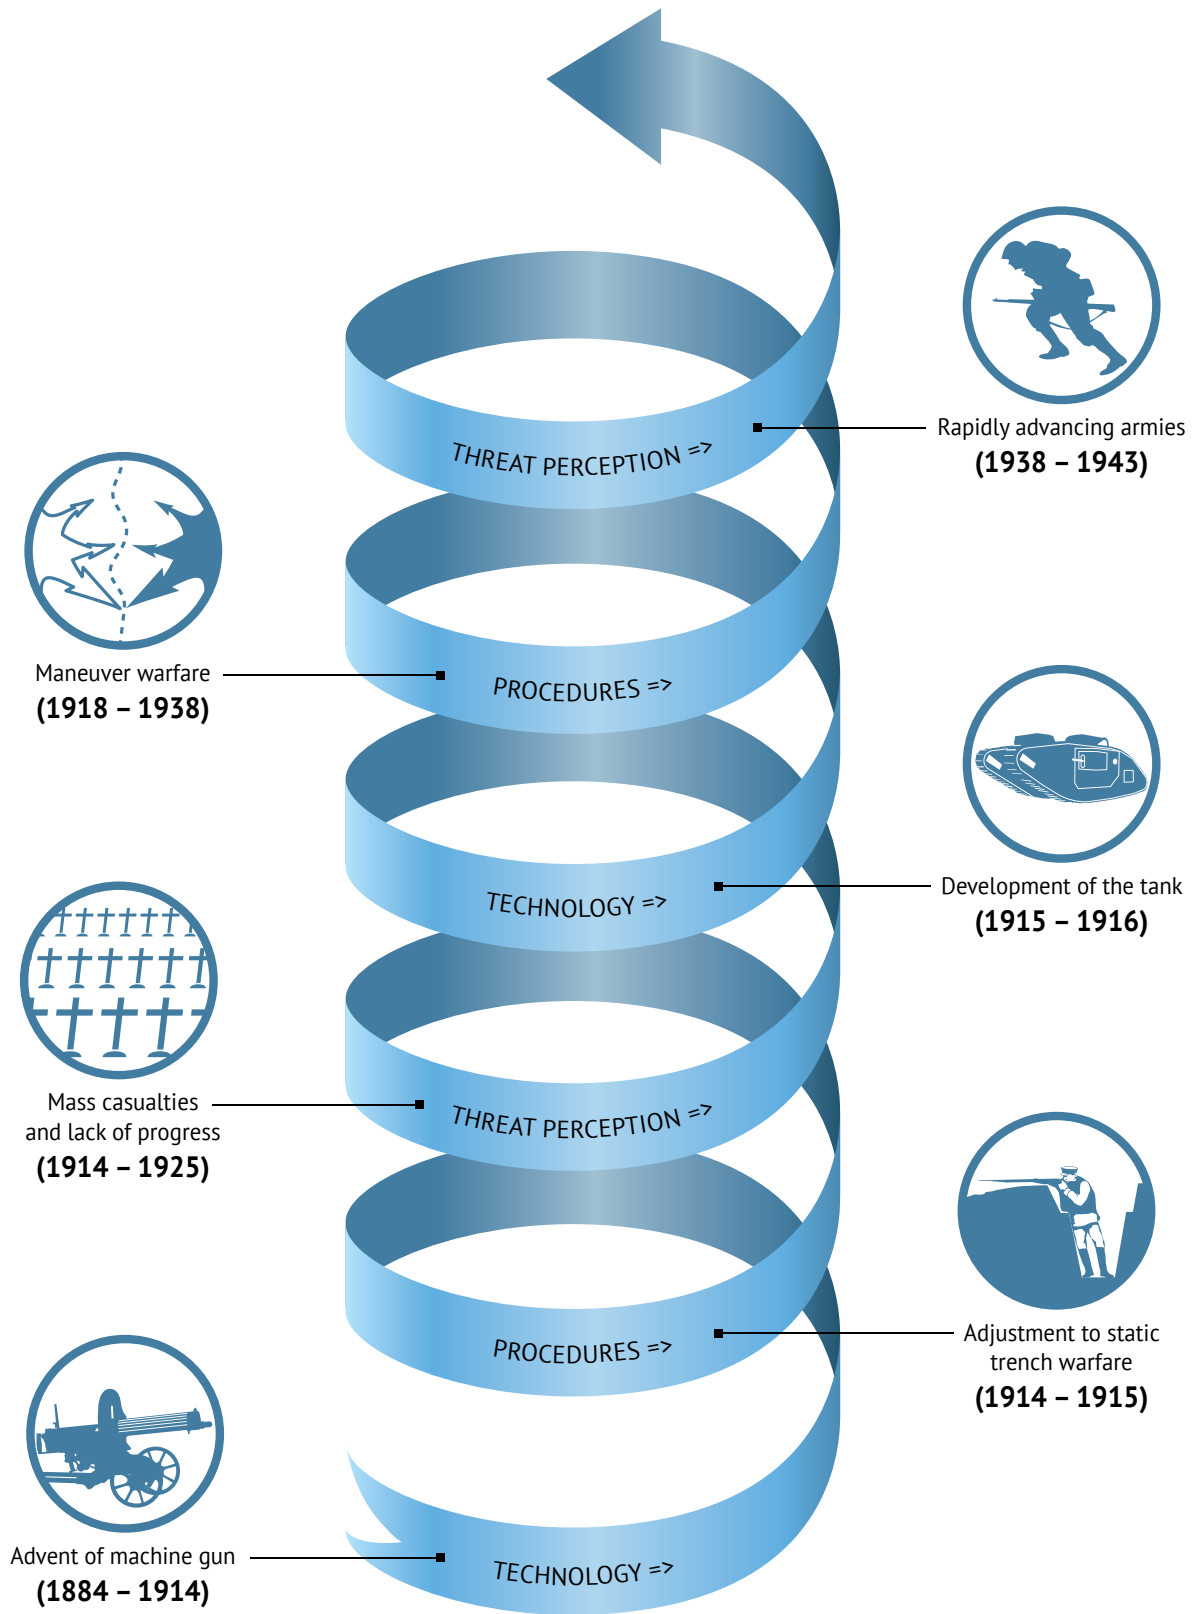 Rapidly advancing armies
(1938 – 1943)
THREAT PERCEPTION =>
Maneuver warfare
(1918 – 1938)
PROCEDURES =>
Development of the tank
(1915 – 1916)
TECHNOLOGY =>
Mass casualties
and lack of progress
(1914 – 1925)
THREAT PERCEPTION =>
Adjustment to static
trench warfare
(1914 – 1915)
PROCEDURES =>
Advent of machine gun
(1884 – 1914)
TECHNOLOGY =>